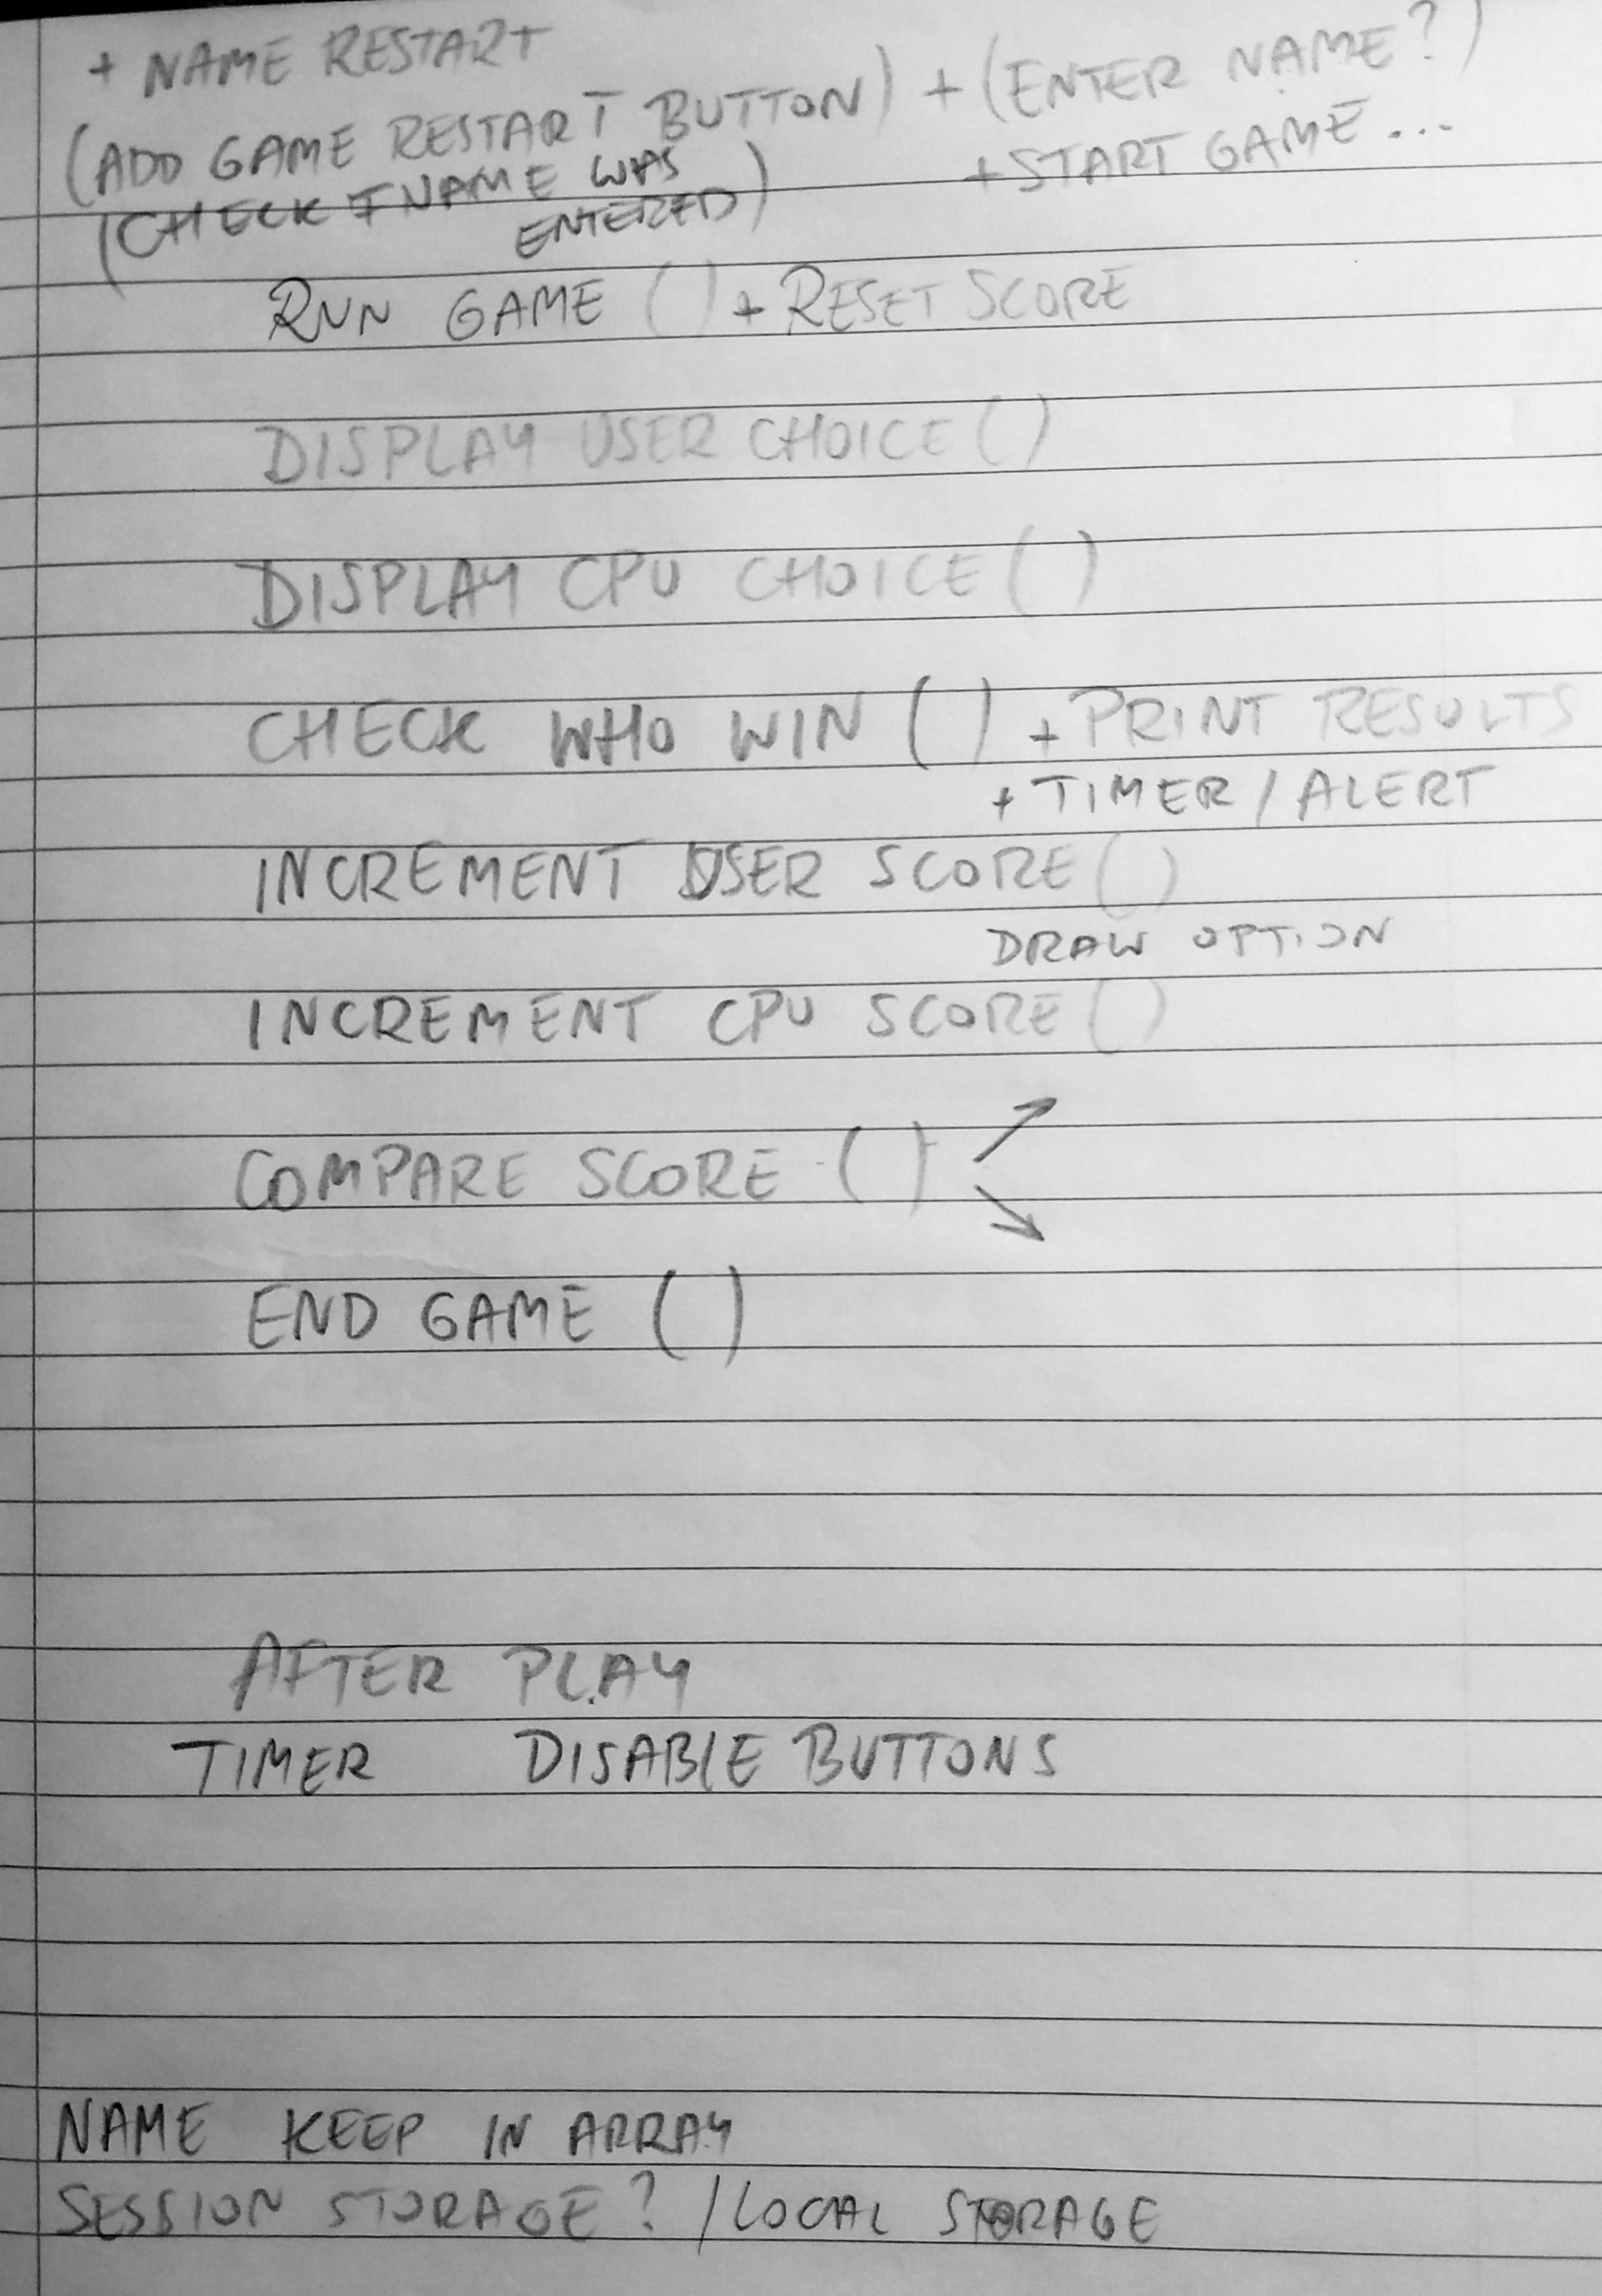 + NAME RESTART
(ADD GAME RESTART BUTTON) + (ENTER NAME?)
+ START GAME...
(CHECK IF NAME WAS
ENTERED)
RUN GAME () + RESET SCORE
DISPLAY USER CHOICE ()
DISPLAY CPU CHOICE ()
CHECK WHO WIN () + PRINT RESULTS
+ TIMER / ALERT
INCREMENT USER SCORE ()
DRAW OPTION
INCREMENT CPU SCORE ()
COMPARE SCORE ()
END GAME ()
AFTER PLAY
TIMER DISABLE BUTTONS
NAME KEEP IN ARRAY
SESSION STORAGE? / LOCAL STORAGE